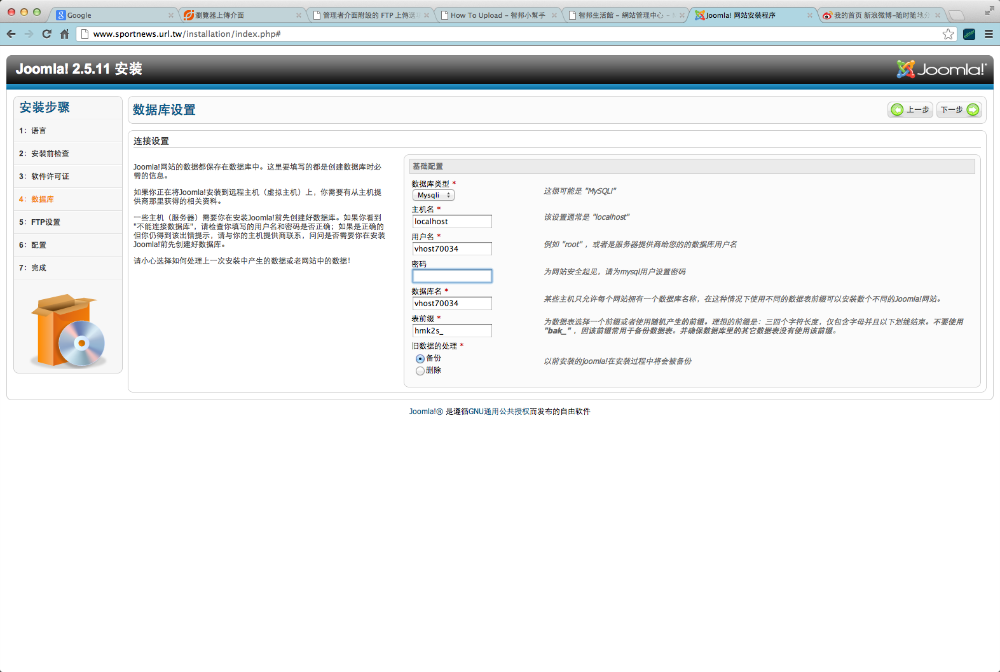 Google
瀏覽器上傳介面
管理者介面附設的 FTP 上傳選項
How To Upload - 智邦小幫手
智邦生活館 - 網站管理中心 -
Joomla! 网站安装程序
我的首页 新浪微博-随时随地分
www.sportnews.url.tw/installation/index.php#
editor
Joomla! 2.5.11 安装
Joomla!
安装步骤
1: 语言
2: 安装前检查
3: 软件许可证
4: 数据库
5: FTP设置
6: 配置
7: 完成
数据库设置
上一步
下一步
连接设置
Joomla!网站的数据都保存在数据库中。这里要填写的都是创建数据库时必
需的信息。
如果你正在将Joomla!安装到远程主机（虚拟主机）上，你需要有从主机提
供商那里获得的相关资料。
一些主机（服务器）需要你在安装Joomla!前先创建好数据库。如果你看到
"不能连接数据库"，请检查你填写的用户名和密码是否正确；如果是正确的
但你仍得到该出错提示，请与你的主机提供商联系，问问是否需要你在安装
Joomla!前先创建好数据库。
请小心选择如何处理上一次安装中产生的数据或老网站中的数据！
基础配置
数据库类型 *
Mysqli
这很可能是 "MySQLi"
主机名 *
localhost
该设置通常是 "localhost"
用户名 *
vhost70034
例如 "root" ，或者是服务器提供商给您的的数据库用户名
密码
为网站安全起见，请为mysql用户设置密码
数据库名 *
vhost70034
某些主机只允许每个网站拥有一个数据库名称，在这种情况下使用不同的数据表前缀可以安装数个不同的Joomla!网站。
表前缀 *
hmk2s_
为数据表选择一个前缀或者使用随机产生的前缀。理想的前缀是：三四个字符长度，仅包含字母并且以下划线结束。不要使用
"bak_" ，因该前缀常用于备份数据表。并确保数据库里的其它数据表没有使用该前缀。
旧数据的处理 *
备份
删除
以前安装的joomla!在安装过程中将会被备份
Joomla!® 是遵循GNU通用公共授权而发布的自由软件